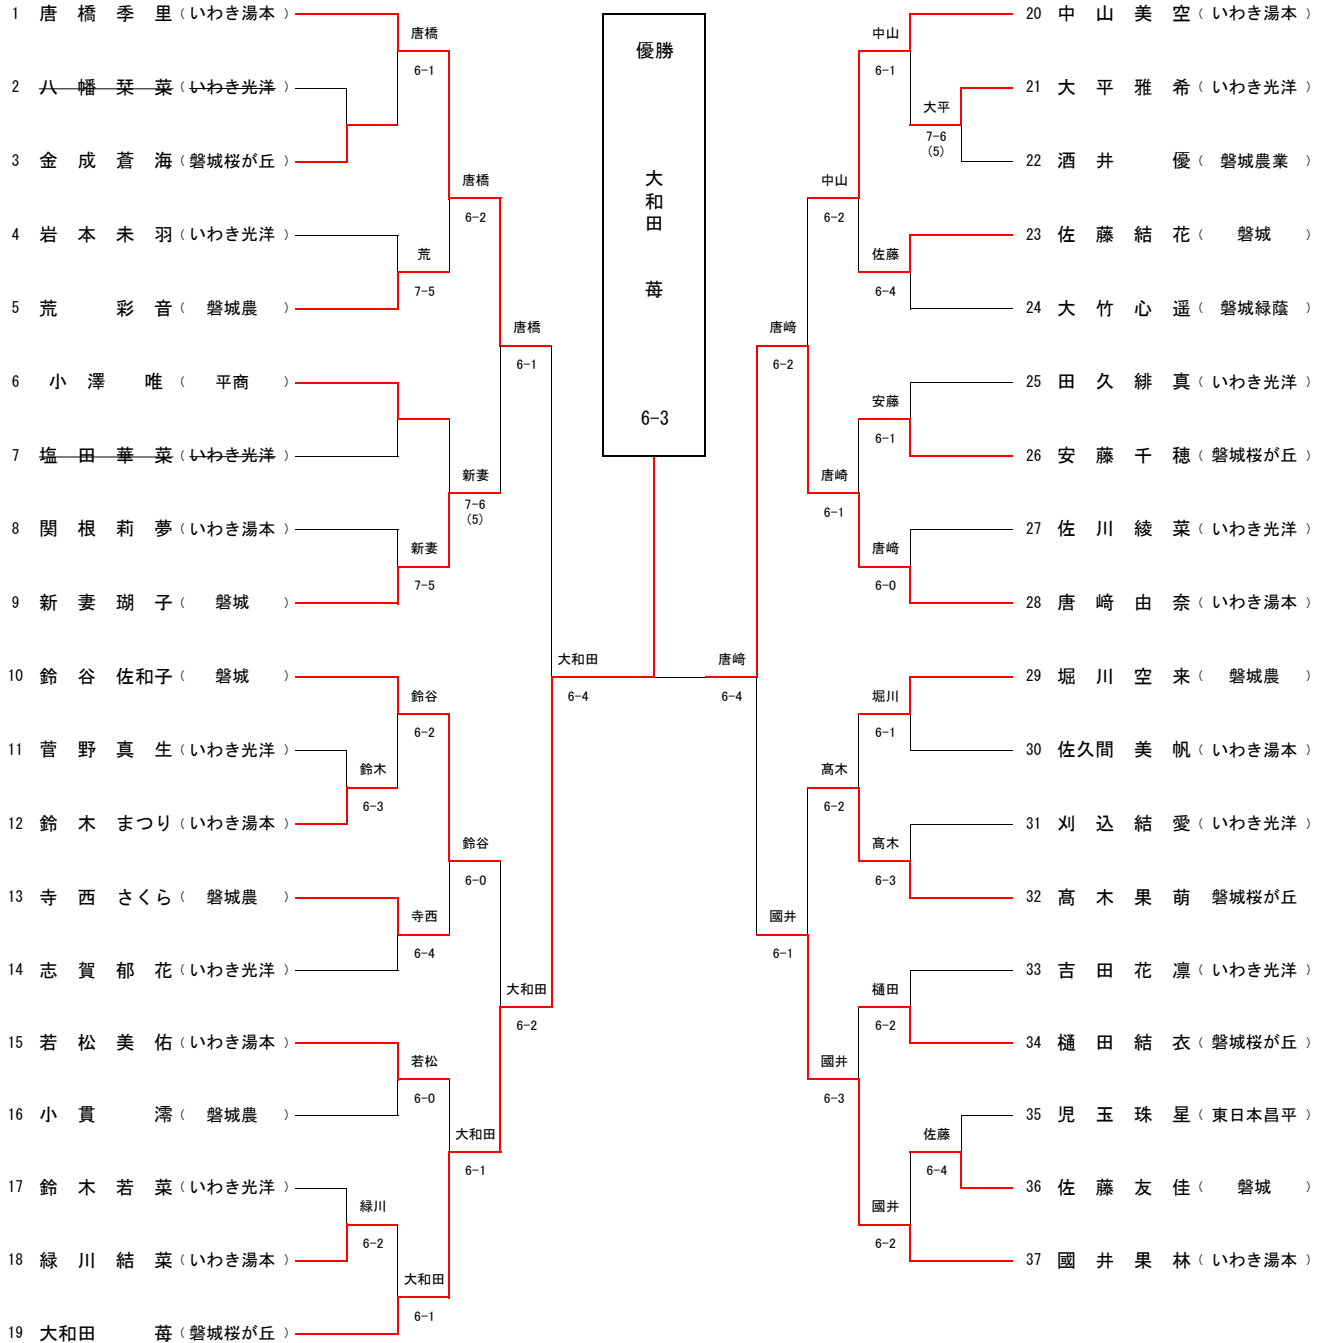 1 唐橋季里（いわき湯本）
2 八幡栞菜（いわき光洋）
3 金成蒼海（磐城桜が丘）
4 岩本未羽（いわき光洋）
5 荒 彩音（磐城農）
6 小澤 唯（平商）
7 塩田華菜（いわき光洋）
8 関根莉夢（いわき湯本）
9 新妻瑚子（磐城）
10 鈴谷佐和子（磐城）
11 菅野真生（いわき光洋）
12 鈴木まつり（いわき湯本）
13 寺西さくら（磐城農）
14 志賀郁花（いわき光洋）
15 若松美佑（いわき湯本）
16 小貫 澪（磐城農）
17 鈴木若菜（いわき光洋）
18 緑川結菜（いわき湯本）
19 大和田 苺（磐城桜が丘）
唐橋
6-1
荒
7-5
新妻
7-5
鈴谷
6-2
鈴木
6-3
寺西
6-4
若松
6-0
緑川
6-2
大和田
6-1
唐橋
6-2
新妻
7-6
(5)
鈴谷
6-0
大和田
6-1
唐橋
6-1
大和田
6-2
大和田
6-4
優勝
大和田 苺
6-3
唐﨑
6-4
唐﨑
6-2
國井
6-1
中山
6-2
唐崎
6-1
髙木
6-2
國井
6-3
中山
6-1
大平
7-6
(5)
佐藤
6-4
安藤
6-1
唐﨑
6-0
堀川
6-1
髙木
6-3
樋田
6-2
佐藤
6-4
國井
6-2
20 中山美空（いわき湯本）
21 大平雅希（いわき光洋）
22 酒井 優（磐城農業）
23 佐藤結花（磐城）
24 大竹心遥（磐城緑蔭）
25 田久緋真（いわき光洋）
26 安藤千穂（磐城桜が丘）
27 佐川綾菜（いわき光洋）
28 唐﨑由奈（いわき湯本）
29 堀川空来（磐城農）
30 佐久間美帆（いわき湯本）
31 刈込結愛（いわき光洋）
32 髙木果萌 磐城桜が丘
33 吉田花凛（いわき光洋）
34 樋田結衣（磐城桜が丘）
35 児玉珠星（東日本昌平）
36 佐藤友佳（磐城）
37 國井果林（いわき湯本）